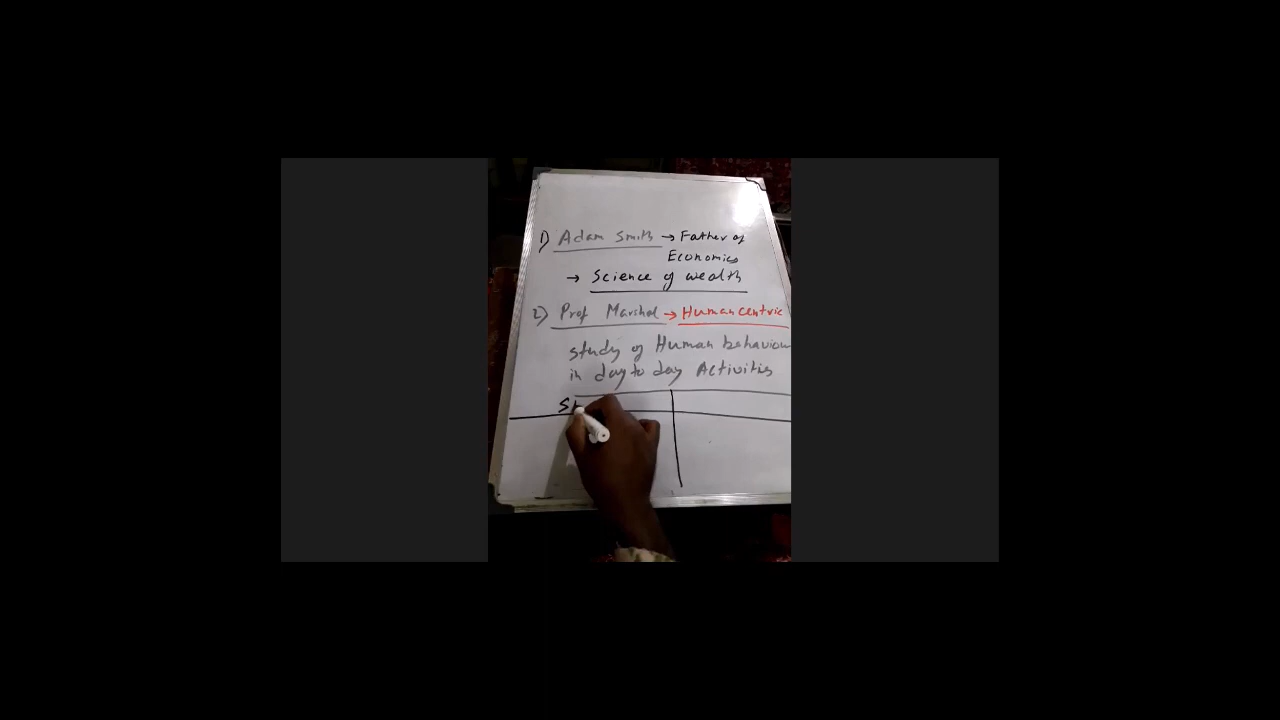 1) Adam Smith → Father of
Economics
→ Science of wealth
2) Prof Marshal → Human centric
study of Human behaviour
in day to day Activities